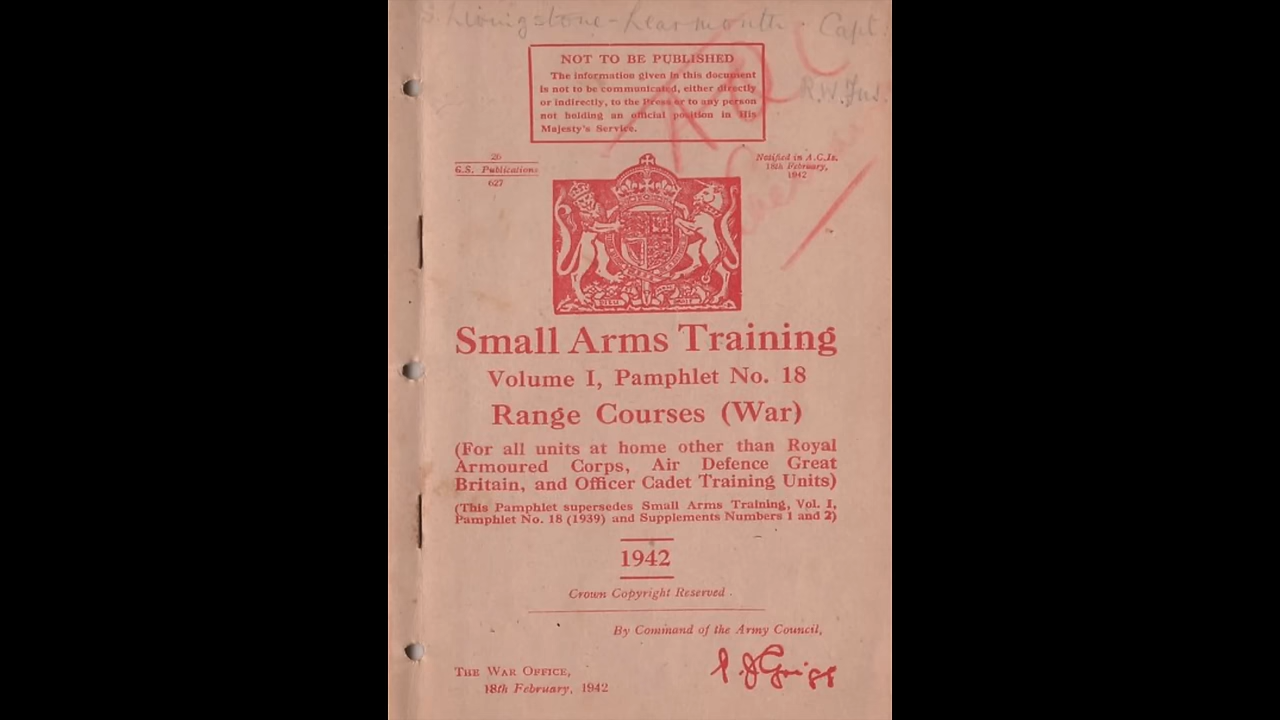 S. Livingstone-Learmonth. Capt.
R.W.Fus.
NOT TO BE PUBLISHED
The information given in this document
is not to be communicated, either directly
or indirectly, to the Press or to any person
not holding an official position in His
Majesty's Service.
26
G.S. Publications
627
Notified in A.C.Is.
18th February,
1942
Small Arms Training
Volume I, Pamphlet No. 18
Range Courses (War)
(For all units at home other than Royal
Armoured Corps, Air Defence Great
Britain, and Officer Cadet Training Units)
(This Pamphlet supersedes Small Arms Training, Vol. I,
Pamphlet No. 18 (1939) and Supplements Numbers 1 and 2)
1942
Crown Copyright Reserved.
By Command of the Army Council,
P. J. Grigg
THE WAR OFFICE,
18th February, 1942